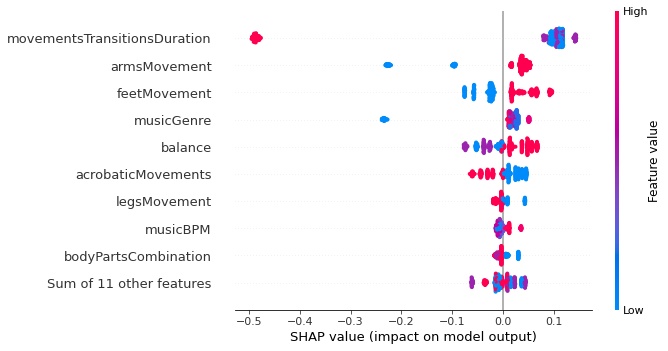 High
movementsTransitionsDuration
armsMovement
feetMovement
musicGenre
balance
acrobaticMovements
legsMovement
musicBPM
bodyPartsCombination
Sum of 11 other features
Feature value
Low
−0.5 −0.4 −0.3 −0.2 −0.1 0.0 0.1
SHAP value (impact on model output)